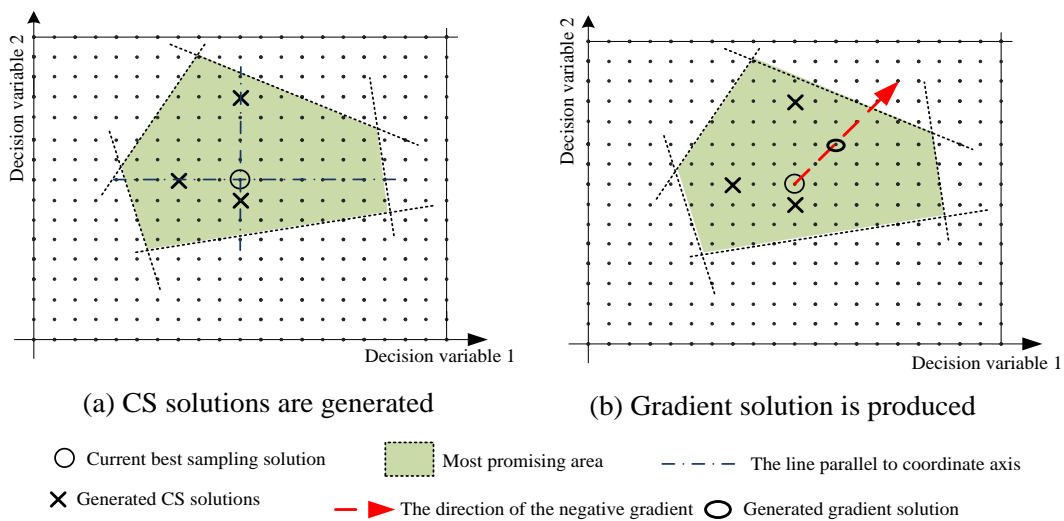 Decision variable 2
Decision variable 1
(a) CS solutions are generated
Decision variable 2
Decision variable 1
(b) Gradient solution is produced
Current best sampling solution
Most promising area
The line parallel to coordinate axis
Generated CS solutions
The direction of the negative gradient
Generated gradient solution